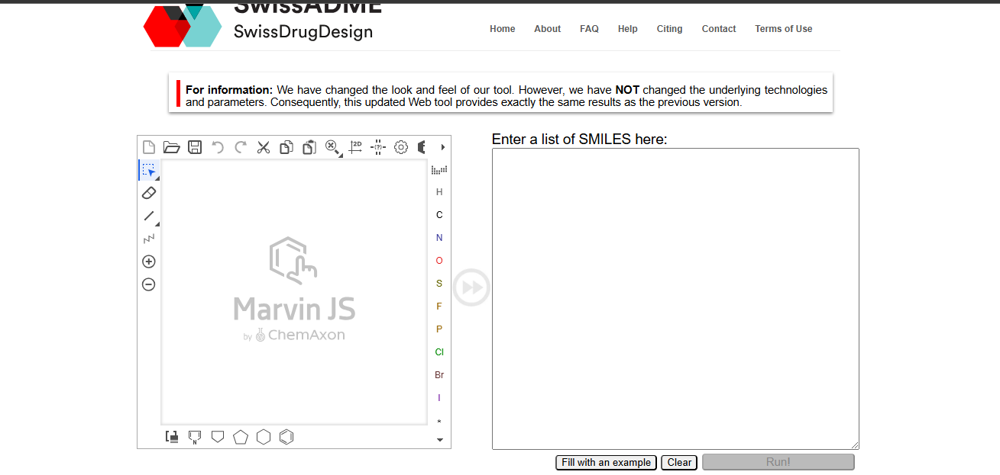 SwissADME
SwissDrugDesign
Home About FAQ Help Citing Contact Terms of Use
For information: We have changed the look and feel of our tool. However, we have NOT changed the underlying technologies
and parameters. Consequently, this updated Web tool provides exactly the same results as the previous version.
Enter a list of SMILES here:
2D
(?)
H
C
N
O
S
F
P
Cl
Br
I
*
Marvin JS
by ChemAxon
N
Fill with an example Clear Run!